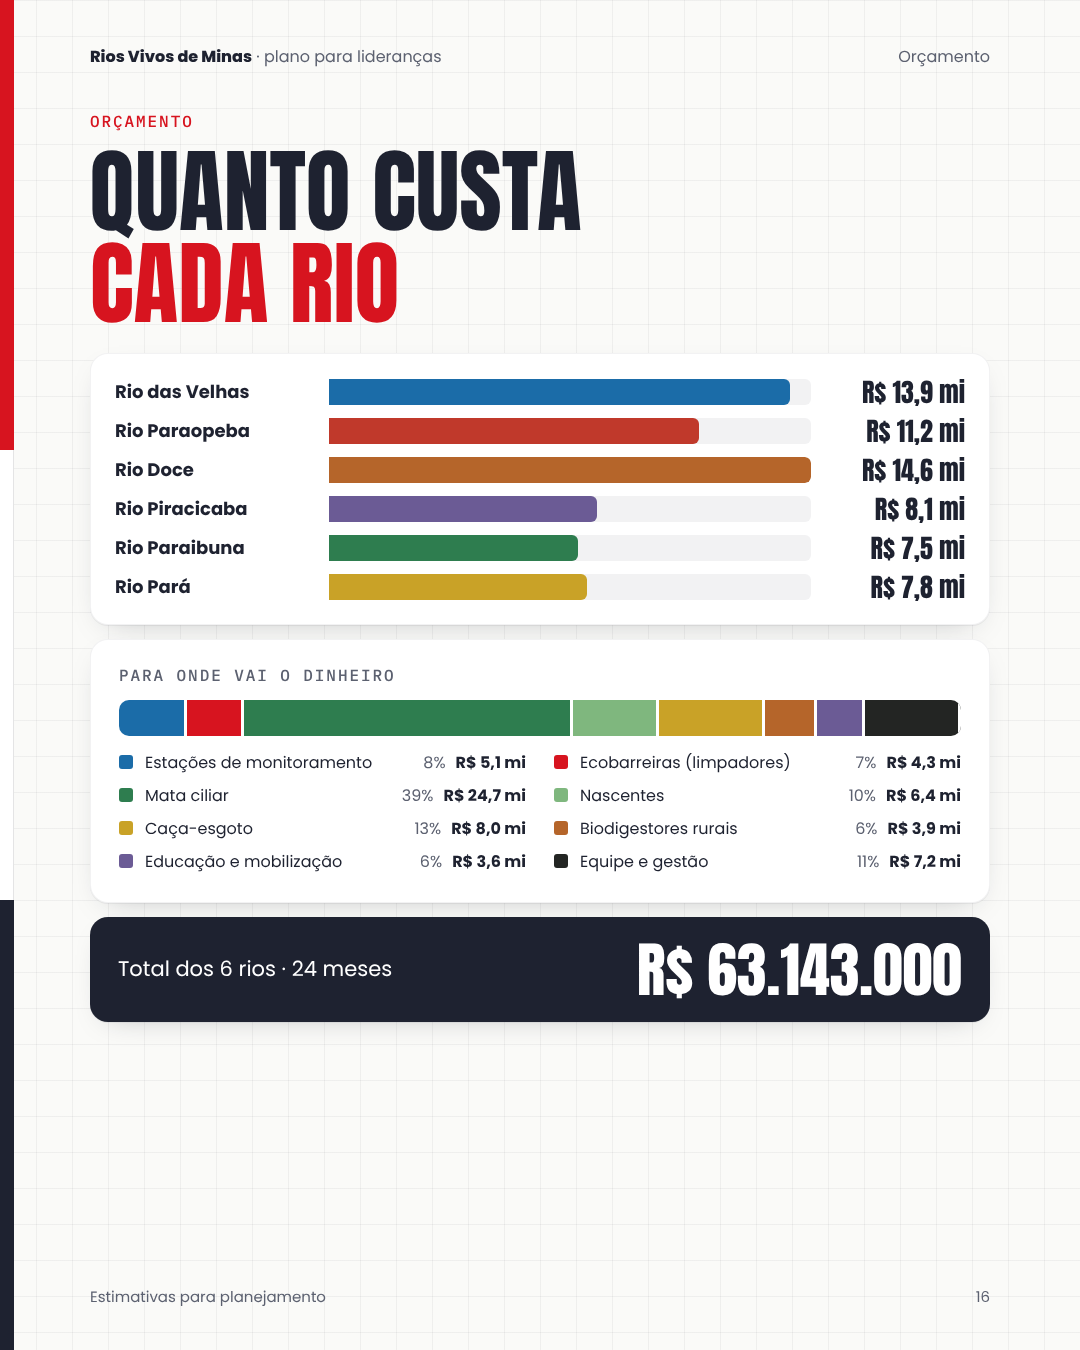 Rios Vivos de Minas · plano para lideranças
Orçamento
ORÇAMENTO
QUANTO CUSTA
CADA RIO
Rio das Velhas R$ 13,9 mi
Rio Paraopeba R$ 11,2 mi
Rio Doce R$ 14,6 mi
Rio Piracicaba R$ 8,1 mi
Rio Paraibuna R$ 7,5 mi
Rio Pará R$ 7,8 mi
PARA ONDE VAI O DINHEIRO
Estações de monitoramento 8% R$ 5,1 mi
Ecobarreiras (limpadores) 7% R$ 4,3 mi
Mata ciliar 39% R$ 24,7 mi
Nascentes 10% R$ 6,4 mi
Caça-esgoto 13% R$ 8,0 mi
Biodigestores rurais 6% R$ 3,9 mi
Educação e mobilização 6% R$ 3,6 mi
Equipe e gestão 11% R$ 7,2 mi
Total dos 6 rios · 24 meses R$ 63.143.000
Estimativas para planejamento
16